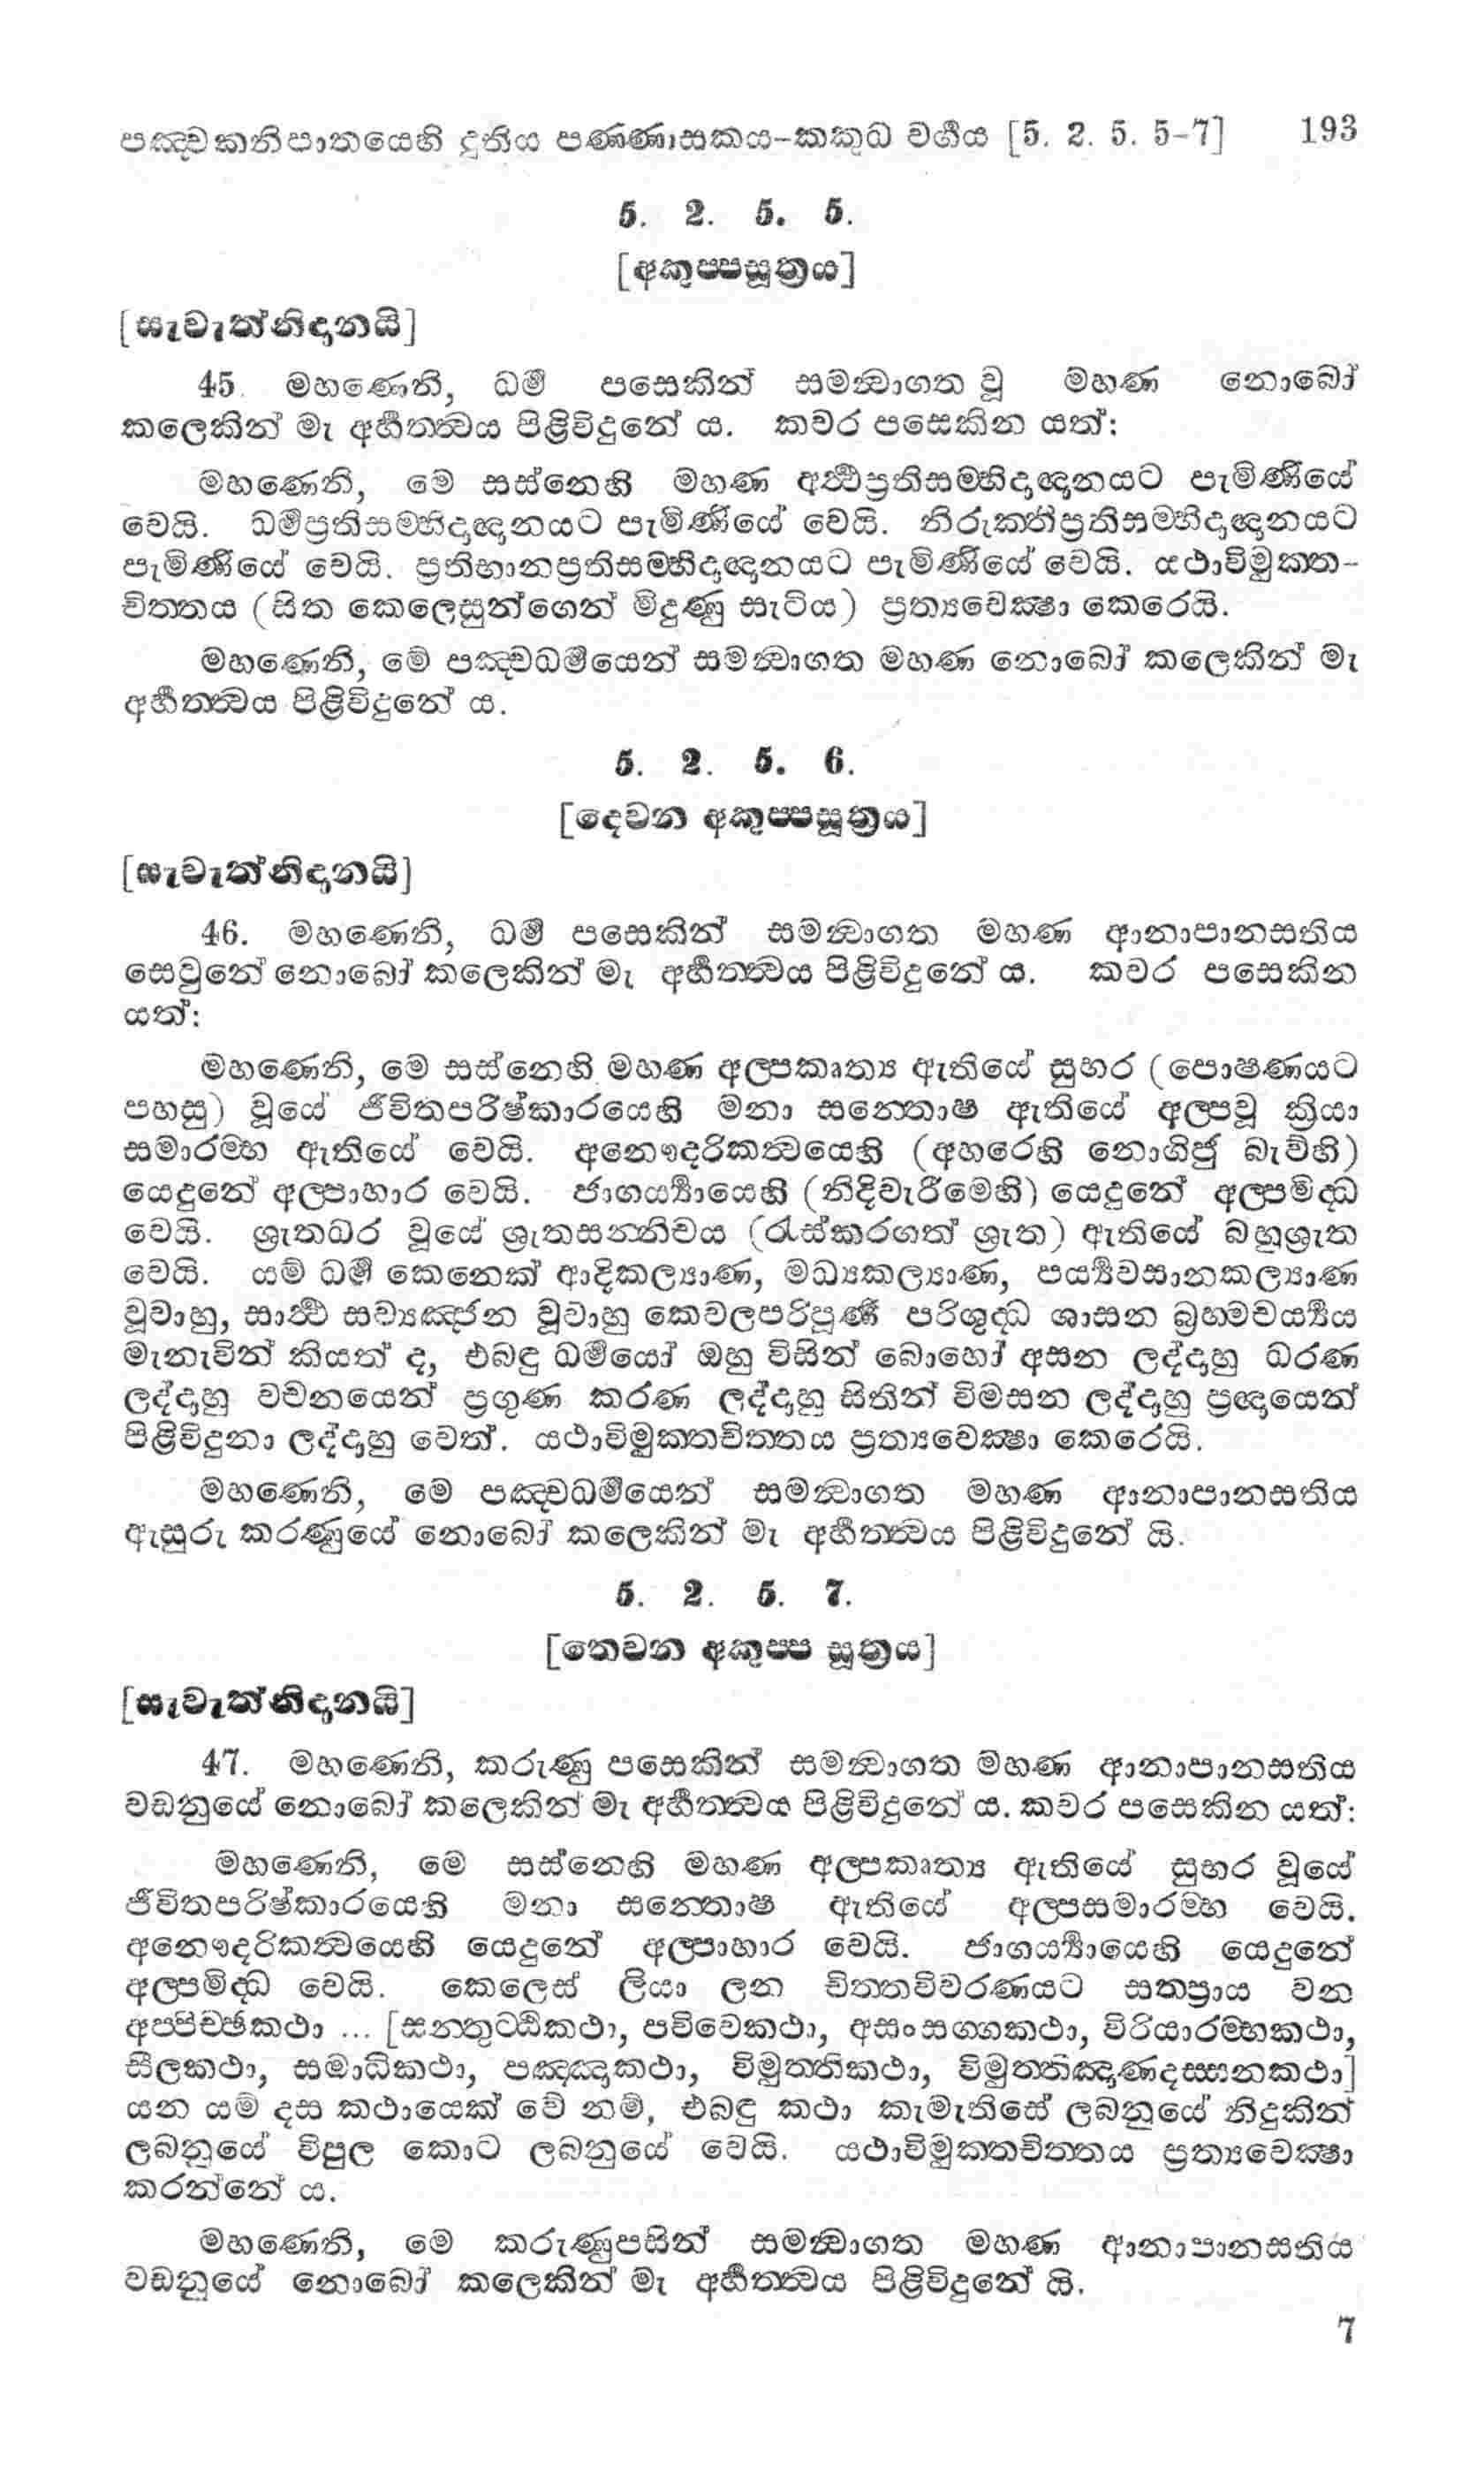 පඤ්චකනිපාතයෙහි දුතිය පණ්ණාසකය-කකුධ වර්‍ගය [5. 2. 5. 5-7] 193
5. 2. 5. 5.
[අකුප්පසූත්‍රය]
[සැවැත්නිදානයි]
45. මහණෙනි, ධර්‍ම පසෙකින් සමන්‍වාගත වූ මහණ නොබෝ
කලෙකින් මැ අර්‍හත්ත්‍වය පිළිවිදුනේ ය. කවර පසෙකින යත්:
මහණෙනි, මෙ සස්නෙහි මහණ අර්‍ත්‍ථප්‍රතිසම්භිදාඥානයට පැමිණියේ
වෙයි. ධර්‍මප්‍රතිසම්භිදාඥානයට පැමිණියේ වෙයි. නිරුක්තිප්‍රතිසම්භිදාඥානයට
පැමිණියේ වෙයි. ප්‍රතිභානප්‍රතිසම්භිදාඥානයට පැමිණියේ වෙයි. යථාවිමුක්ත-
චිත්තය (සිත කෙලෙසුන්ගෙන් මිදුණු සැටිය) ප්‍රත්‍යවෙක්ෂා කෙරෙයි.
මහණෙනි, මේ පඤ්චධර්‍මයෙන් සමන්‍වාගත මහණ නොබෝ කලෙකින් මැ
අර්‍හත්ත්‍වය පිළිවිදුනේ ය.
5. 2. 5. 6.
[දෙවන අකුප්පසූත්‍රය]
[සැවැත්නිදානයි]
46. මහණෙනි, ධර්‍ම පසෙකින් සමන්‍වාගත මහණ ආනාපානසතිය
සෙවුනේ නොබෝ කලෙකින් මැ අර්‍හත්ත්‍වය පිළිවිදුනේ ය. කවර පසෙකින
යත්:
මහණෙනි, මෙ සස්නෙහි මහණ අල්පකෘත්‍ය ඇතියේ සුභර (පොෂණයට
පහසු) වූයේ ජීවිතපරිෂ්කාරයෙහි මනා සන්තොෂ ඇතියේ අල්පවූ ක්‍රියා
සමාරම්භ ඇතියේ වෙයි. අනෞදරිකත්‍වයෙහි (අහරෙහි නොගිජු බැව්හි)
යෙදුනේ අල්පාහාර වෙයි. ජාගර්‍ය්‍යායෙහි (නිදිවැරීමෙහි) යෙදුනේ අල්පමිද්ධ
වෙයි. ශ්‍රැතධර වූයේ ශ්‍රැතසන්නිචය (රැස්කරගත් ශ්‍රැත) ඇතියේ බහුශ්‍රැත
වෙයි. යම් ධර්‍ම කෙනෙක් ආදිකල්‍යාණ, මධ්‍යකල්‍යාණ, පර්‍ය්‍යවසානකල්‍යාණ
වූවාහු, සාර්‍ත්‍ථ සව්‍යඤ්ජන වූවාහු කෙවලපරිපූර්‍ණ පරිශුද්ධ ශාසන බ්‍රහ්මචර්‍ය්‍යය
මැනැවින් කියත් ද, එබඳු ධර්‍මයෝ ඔහු විසින් බොහෝ අසන ලද්දාහු ධරණ
ලද්දාහු වචනයෙන් ප්‍රගුණ කරණ ලද්දාහු සිතින් විමසන ලද්දාහු ප්‍රඥායෙන්
පිළිවිදුනා ලද්දාහු වෙත්. යථාවිමුක්තචිත්තය ප්‍රත්‍යවෙක්ෂා කෙරෙයි.
මහණෙනි, මෙ පඤ්චධර්‍මයෙන් සමන්‍වාගත මහණ ආනාපානසතිය
ඇසුරු කරණුයේ නොබෝ කලෙකින් මැ අර්‍හත්ත්‍වය පිළිවිදුනේ යි.
5. 2. 5. 7.
[තෙවන අකුප්ප සූත්‍රය]
[සැවැත්නිදානයි]
47. මහණෙනි, කරුණු පසෙකින් සමන්‍වාගත මහණ ආනාපානසතිය
වඩනුයේ නොබෝ කලෙකින් මැ අර්‍හත්ත්‍වය පිළිවිදුනේ ය. කවර පසෙකින යත්:
මහණෙනි, මෙ සස්නෙහි මහණ අල්පකෘත්‍ය ඇතියේ සුභර වූයේ
ජීවිතපරිෂ්කාරයෙහි මනා සන්තොෂ ඇතියේ අල්පසමාරම්භ වෙයි.
අනෞදරිකත්‍වයෙහි යෙදුනේ අල්පාහාර වෙයි. ජාගර්‍ය්‍යායෙහි යෙදුනේ
අල්පමිද්ධ වෙයි. කෙලෙස් ලියා ලන චිත්තවිවරණයට සත්ප්‍රාය වන
අප්පිච්ඡකථා ... [සන්තුට්ඨිකථා, පවිවෙකථා, අසංසග්ගකථා, විරියාරම්භකථා,
සීලකථා, සමාධිකථා, පඤ්ඤාකථා, විමුත්තිකථා, විමුත්තිඤාණදස්සනකථා]
යන යම් දස කථායෙක් වේ නම්, එබඳු කථා කැමැතිසේ ලබනුයේ නිදුකින්
ලබනුයේ විපුල කොට ලබනුයේ වෙයි. යථාවිමුක්තචිත්තය ප්‍රත්‍යවෙක්ෂා
කරන්නේ ය.
මහණෙනි, මෙ කරුණුපසින් සමන්‍වාගත මහණ ආනාපානසතිය
වඩනුයේ නොබෝ කලෙකින් මැ අර්‍හත්ත්‍වය පිළිවිදුනේ යි.
7